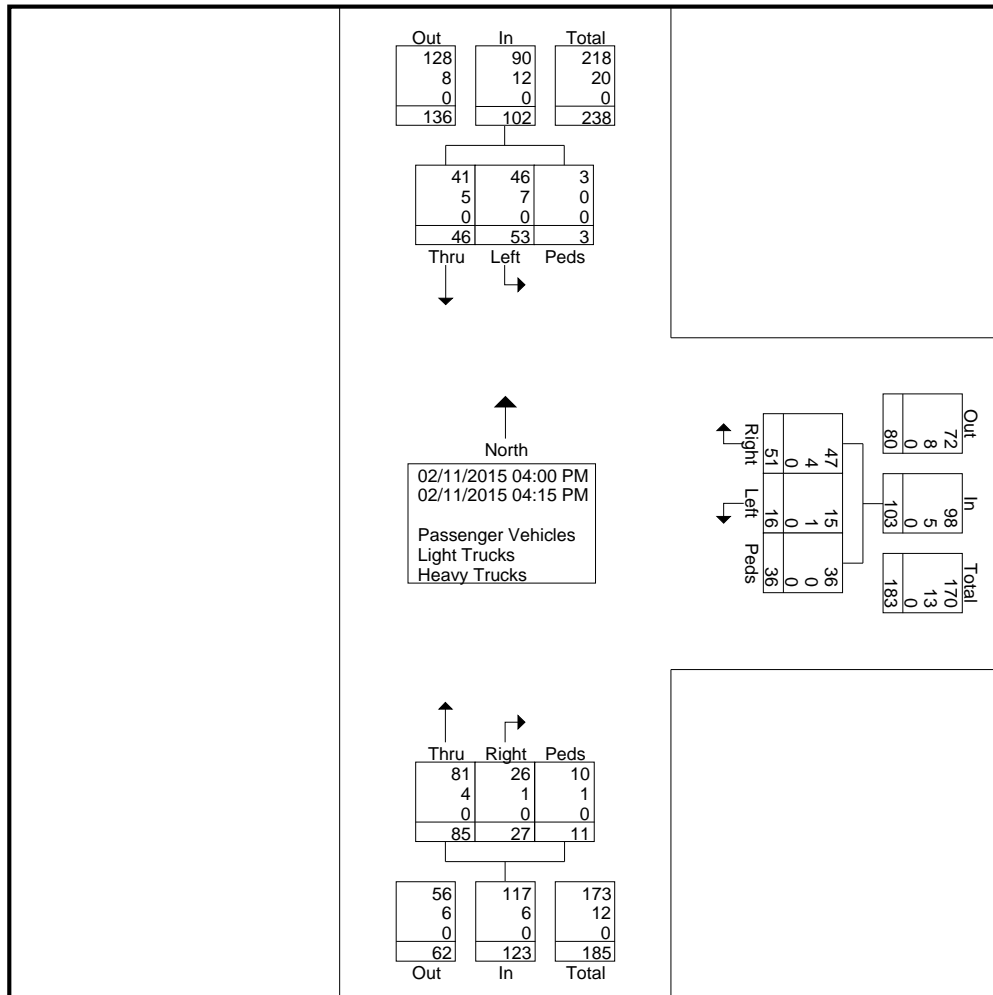 Out In Total
128 90 218
8 12 20
0 0 0
136 102 238
41 46 3
5 7 0
0 0 0
46 53 3
Thru Left Peds
North
02/11/2015 04:00 PM
02/11/2015 04:15 PM
Passenger Vehicles
Light Trucks
Heavy Trucks
Right Left Peds
47 15 36
4 1 0
0 0 0
51 16 36
Out In Total
72 98 170
8 5 13
0 0 0
80 103 183
Thru Right Peds
81 26 10
4 1 1
0 0 0
85 27 11
56 117 173
6 6 12
0 0 0
62 123 185
Out In Total